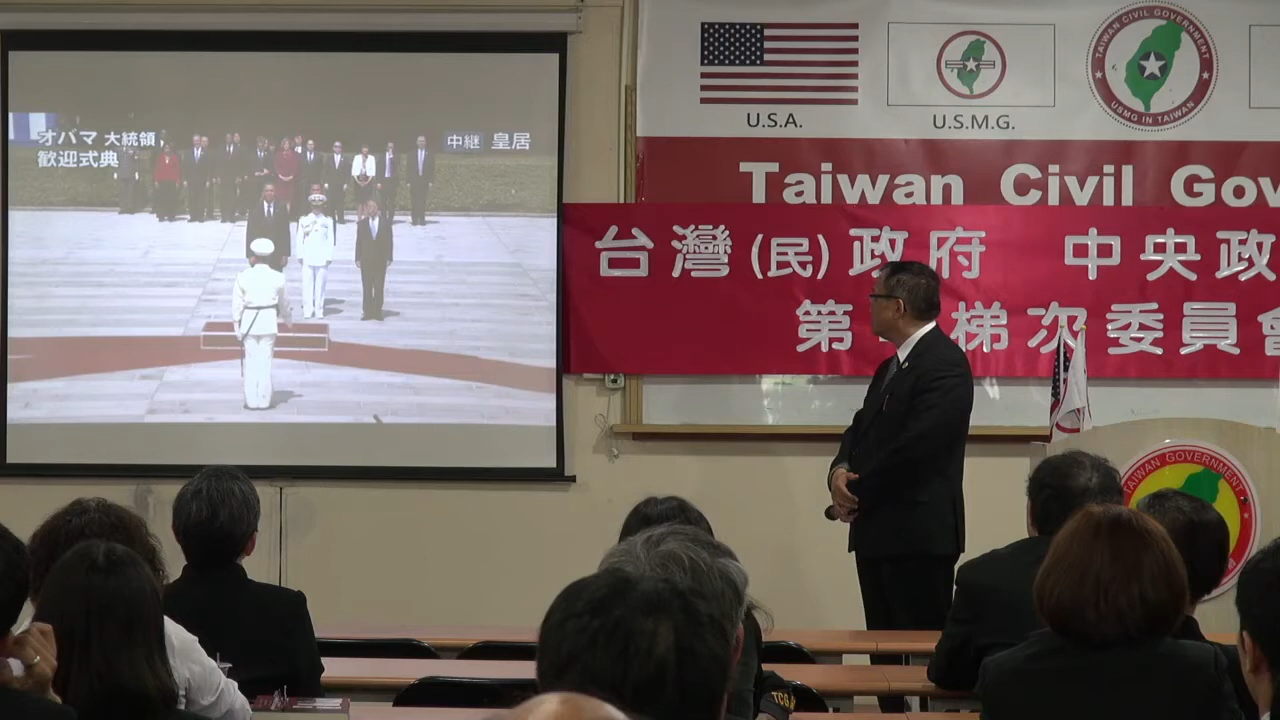 オバマ 大統領
歓迎式典
中継 皇居
U.S.A.
U.S.M.G.
TAIWAN CIVIL GOVERNMENT
USMG IN TAIWAN
Taiwan Civil Gov
台灣(民)政府 中央政
第 梯次委員會
TAIWAN GOVERNMENT
TCG